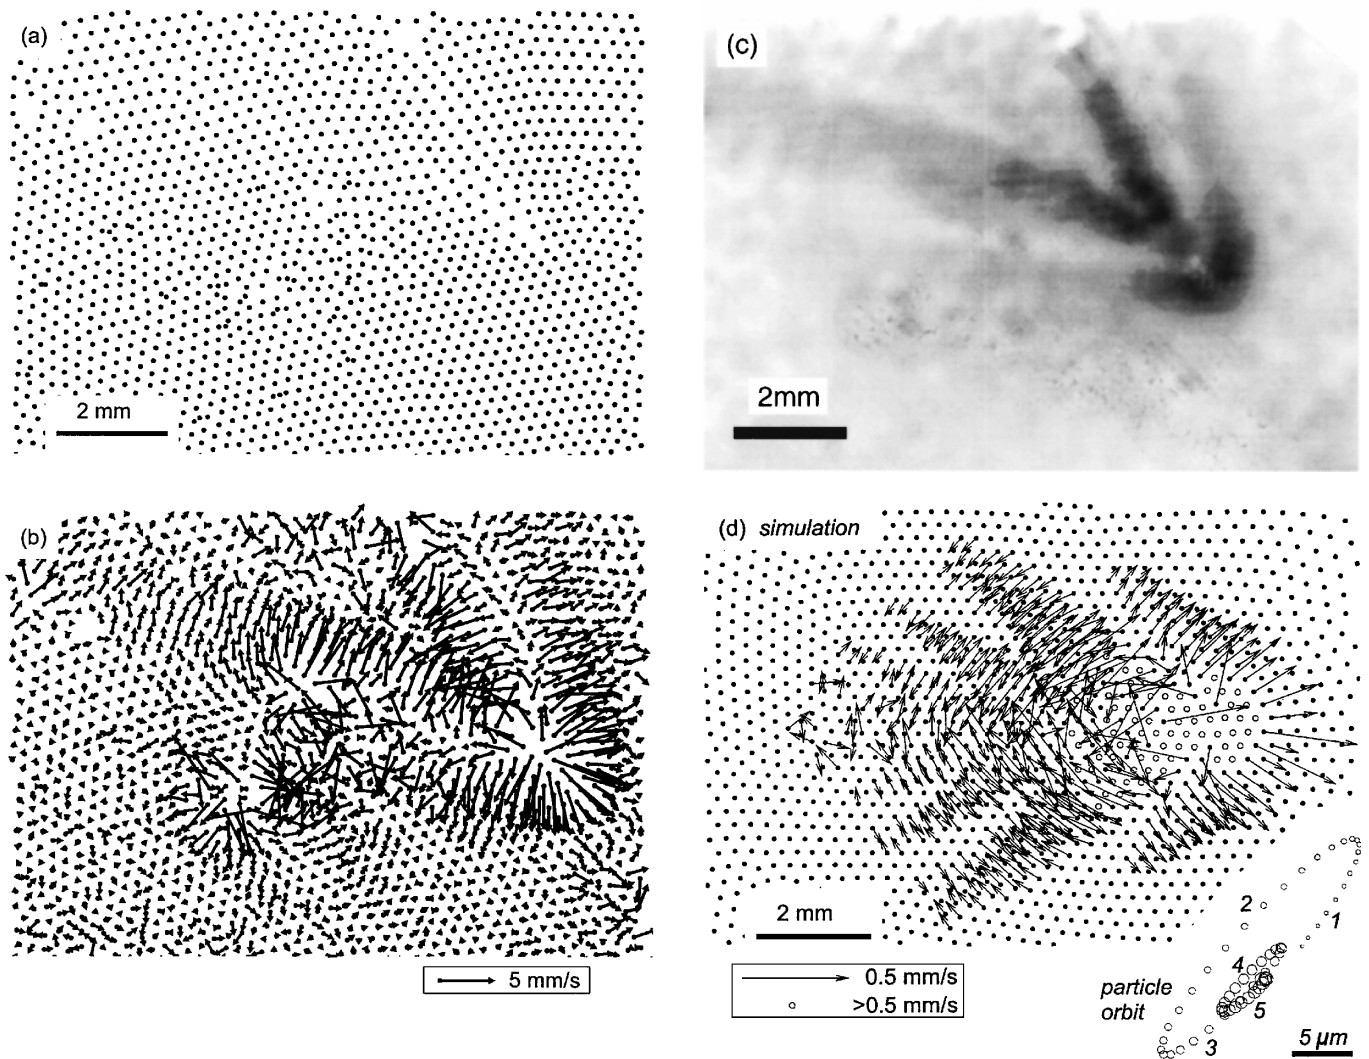 (a)
2 mm
(c)
2mm
(b)
5 mm/s
(d) simulation
2 mm
0.5 mm/s
>0.5 mm/s
2
1
4
particle
orbit
5
3
5 µm